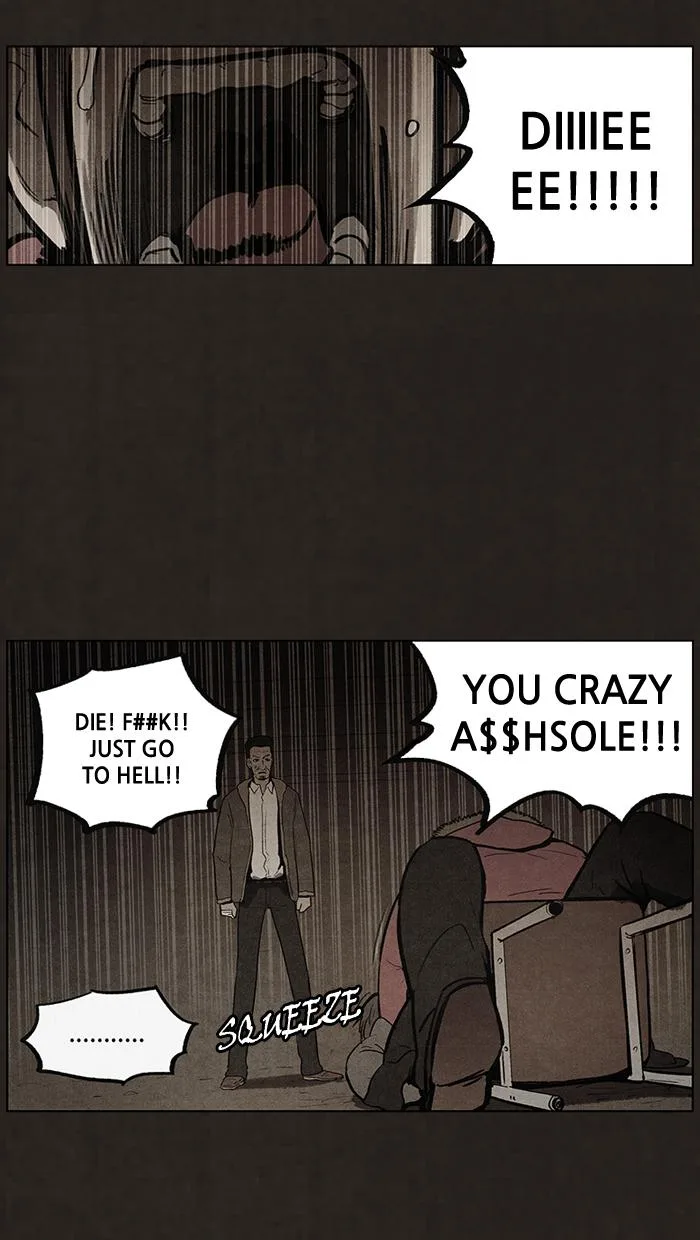 DIIIIEE
EE!!!!!
YOU CRAZY
A$$HSOLE!!!
DIE! F##K!!
JUST GO
TO HELL!!
............
SQUEEZE